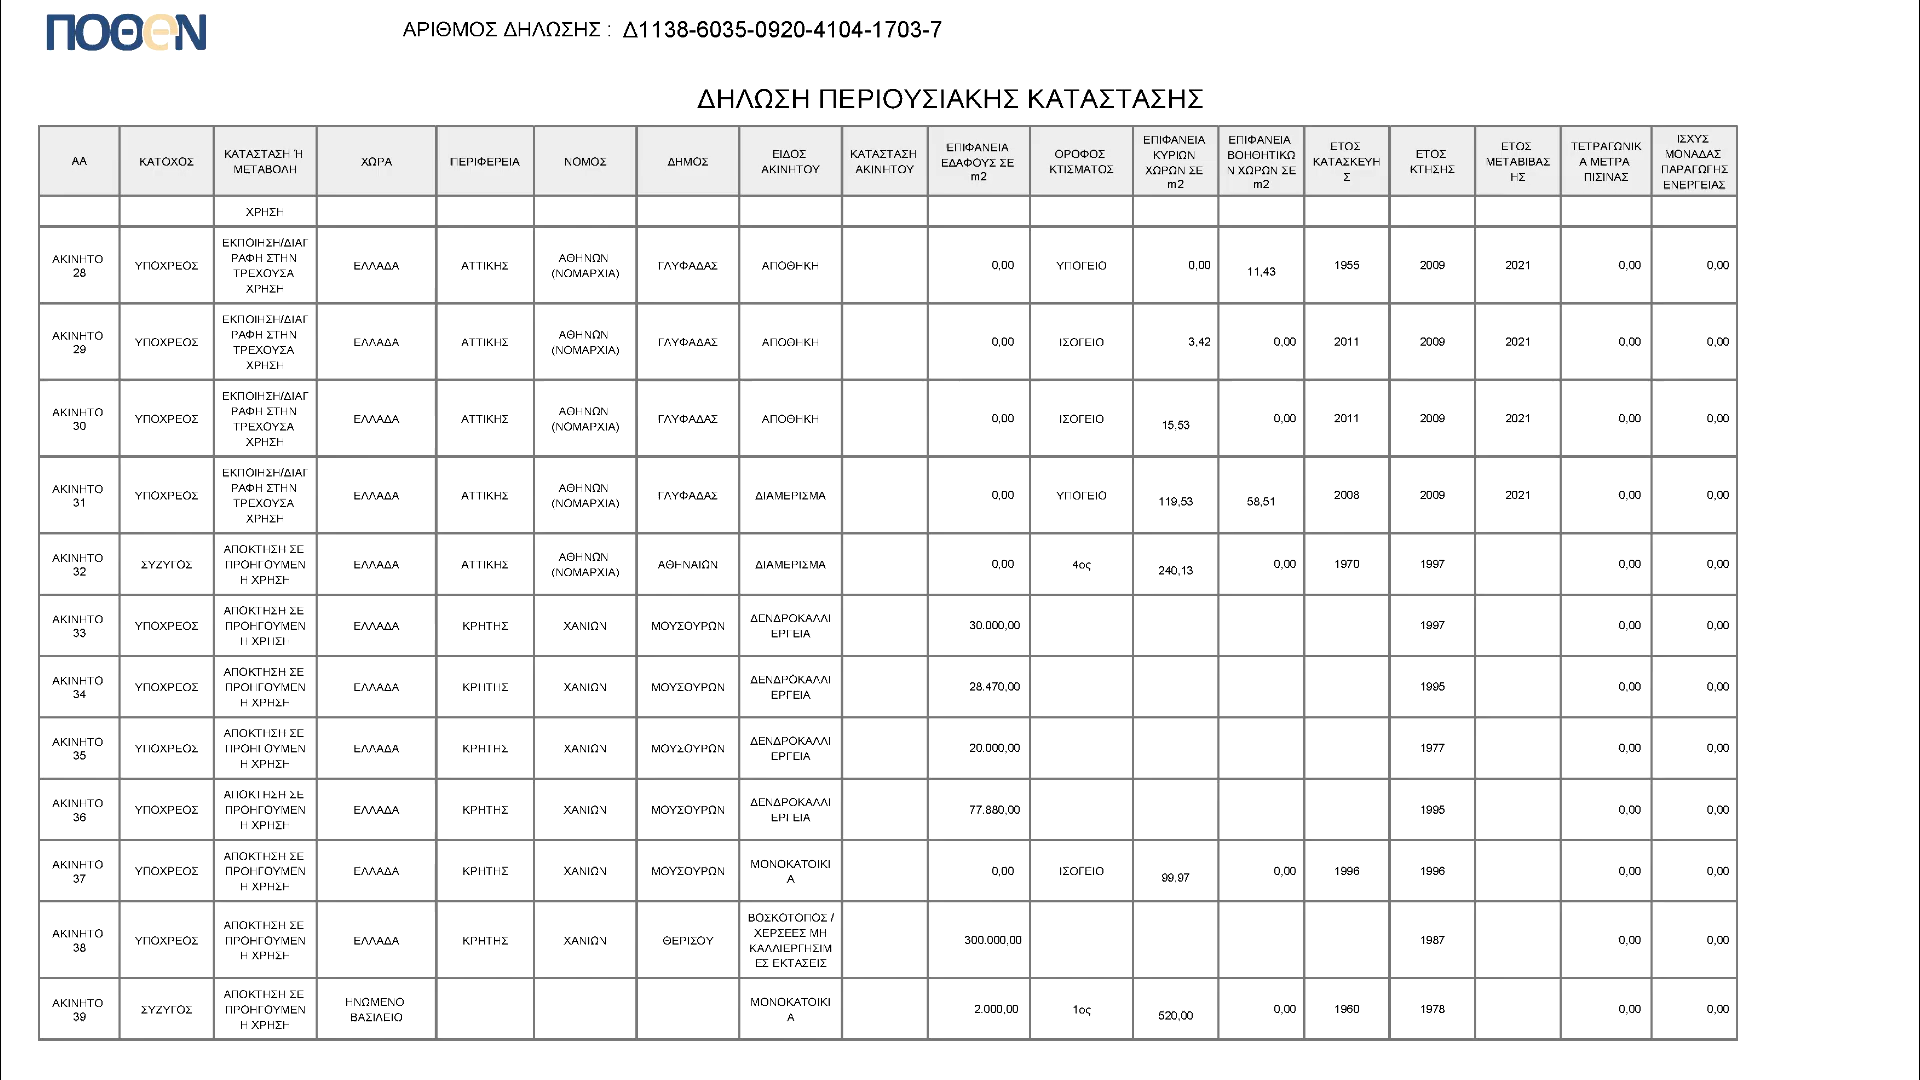 ΠΟΘεΝ
ΑΡΙΘΜΟΣ ΔΗΛΩΣΗΣ : Δ1138-6035-0920-4104-1703-7
ΔΗΛΩΣΗ ΠΕΡΙΟΥΣΙΑΚΗΣ ΚΑΤΑΣΤΑΣΗΣ
ΑΑ ΚΑΤΟΧΟΣ ΚΑΤΑΣΤΑΣΗ Ή ΜΕΤΑΒΟΛΗ ΧΩΡΑ ΠΕΡΙΦΕΡΕΙΑ ΝΟΜΟΣ ΔΗΜΟΣ ΕΙΔΟΣ ΑΚΙΝΗΤΟΥ ΚΑΤΑΣΤΑΣΗ ΑΚΙΝΗΤΟΥ ΕΠΙΦΑΝΕΙΑ ΕΔΑΦΟΥΣ ΣΕ m2 ΟΡΟΦΟΣ ΚΤΙΣΜΑΤΟΣ ΕΠΙΦΑΝΕΙΑ ΚΥΡΙΩΝ ΧΩΡΩΝ ΣΕ m2 ΕΠΙΦΑΝΕΙΑ ΒΟΗΘΗΤΙΚΩΝ ΧΩΡΩΝ ΣΕ m2 ΕΤΟΣ ΚΑΤΑΣΚΕΥΗΣ ΕΤΟΣ ΚΤΗΣΗΣ ΕΤΟΣ ΜΕΤΑΒΙΒΑΣΗΣ ΤΕΤΡΑΓΩΝΙΚΑ ΜΕΤΡΑ ΠΙΣΙΝΑΣ ΙΣΧΥΣ ΜΟΝΑΔΑΣ ΠΑΡΑΓΩΓΗΣ ΕΝΕΡΓΕΙΑΣ
ΧΡΗΣΗ
ΑΚΙΝΗΤΟ 28 ΥΠΟΧΡΕΟΣ ΕΚΠΟΙΗΣΗ/ΔΙΑΓΡΑΦΗ ΣΤΗΝ ΤΡΕΧΟΥΣΑ ΧΡΗΣΗ ΕΛΛΑΔΑ ΑΤΤΙΚΗΣ ΑΘΗΝΩΝ (ΝΟΜΑΡΧΙΑ) ΓΛΥΦΑΔΑΣ ΑΠΟΘΗΚΗ 0,00 ΥΠΟΓΕΙΟ 0,00 11,43 1955 2009 2021 0,00 0,00
ΑΚΙΝΗΤΟ 29 ΥΠΟΧΡΕΟΣ ΕΚΠΟΙΗΣΗ/ΔΙΑΓΡΑΦΗ ΣΤΗΝ ΤΡΕΧΟΥΣΑ ΧΡΗΣΗ ΕΛΛΑΔΑ ΑΤΤΙΚΗΣ ΑΘΗΝΩΝ (ΝΟΜΑΡΧΙΑ) ΓΛΥΦΑΔΑΣ ΑΠΟΘΗΚΗ 0,00 ΙΣΟΓΕΙΟ 3,42 0,00 2011 2009 2021 0,00 0,00
ΑΚΙΝΗΤΟ 30 ΥΠΟΧΡΕΟΣ ΕΚΠΟΙΗΣΗ/ΔΙΑΓΡΑΦΗ ΣΤΗΝ ΤΡΕΧΟΥΣΑ ΧΡΗΣΗ ΕΛΛΑΔΑ ΑΤΤΙΚΗΣ ΑΘΗΝΩΝ (ΝΟΜΑΡΧΙΑ) ΓΛΥΦΑΔΑΣ ΑΠΟΘΗΚΗ 0,00 ΙΣΟΓΕΙΟ 15,53 0,00 2011 2009 2021 0,00 0,00
ΑΚΙΝΗΤΟ 31 ΥΠΟΧΡΕΟΣ ΕΚΠΟΙΗΣΗ/ΔΙΑΓΡΑΦΗ ΣΤΗΝ ΤΡΕΧΟΥΣΑ ΧΡΗΣΗ ΕΛΛΑΔΑ ΑΤΤΙΚΗΣ ΑΘΗΝΩΝ (ΝΟΜΑΡΧΙΑ) ΓΛΥΦΑΔΑΣ ΔΙΑΜΕΡΙΣΜΑ 0,00 ΥΠΟΓΕΙΟ 119,53 58,51 2008 2009 2021 0,00 0,00
ΑΚΙΝΗΤΟ 32 ΣΥΖΥΓΟΣ ΑΠΟΚΤΗΣΗ ΣΕ ΠΡΟΗΓΟΥΜΕΝΗ ΧΡΗΣΗ ΕΛΛΑΔΑ ΑΤΤΙΚΗΣ ΑΘΗΝΩΝ (ΝΟΜΑΡΧΙΑ) ΑΘΗΝΑΙΩΝ ΔΙΑΜΕΡΙΣΜΑ 0,00 4ος 240,13 0,00 1970 1997 0,00 0,00
ΑΚΙΝΗΤΟ 33 ΥΠΟΧΡΕΟΣ ΑΠΟΚΤΗΣΗ ΣΕ ΠΡΟΗΓΟΥΜΕΝΗ ΧΡΗΣΗ ΕΛΛΑΔΑ ΚΡΗΤΗΣ ΧΑΝΙΩΝ ΜΟΥΣΟΥΡΩΝ ΔΕΝΔΡΟΚΑΛΛΙΕΡΓΕΙΑ 30.000,00 1997 0,00 0,00
ΑΚΙΝΗΤΟ 34 ΥΠΟΧΡΕΟΣ ΑΠΟΚΤΗΣΗ ΣΕ ΠΡΟΗΓΟΥΜΕΝΗ ΧΡΗΣΗ ΕΛΛΑΔΑ ΚΡΗΤΗΣ ΧΑΝΙΩΝ ΜΟΥΣΟΥΡΩΝ ΔΕΝΔΡΟΚΑΛΛΙΕΡΓΕΙΑ 28.470,00 1995 0,00 0,00
ΑΚΙΝΗΤΟ 35 ΥΠΟΧΡΕΟΣ ΑΠΟΚΤΗΣΗ ΣΕ ΠΡΟΗΓΟΥΜΕΝΗ ΧΡΗΣΗ ΕΛΛΑΔΑ ΚΡΗΤΗΣ ΧΑΝΙΩΝ ΜΟΥΣΟΥΡΩΝ ΔΕΝΔΡΟΚΑΛΛΙΕΡΓΕΙΑ 20.000,00 1977 0,00 0,00
ΑΚΙΝΗΤΟ 36 ΥΠΟΧΡΕΟΣ ΑΠΟΚΤΗΣΗ ΣΕ ΠΡΟΗΓΟΥΜΕΝΗ ΧΡΗΣΗ ΕΛΛΑΔΑ ΚΡΗΤΗΣ ΧΑΝΙΩΝ ΜΟΥΣΟΥΡΩΝ ΔΕΝΔΡΟΚΑΛΛΙΕΡΓΕΙΑ 77.880,00 1995 0,00 0,00
ΑΚΙΝΗΤΟ 37 ΥΠΟΧΡΕΟΣ ΑΠΟΚΤΗΣΗ ΣΕ ΠΡΟΗΓΟΥΜΕΝΗ ΧΡΗΣΗ ΕΛΛΑΔΑ ΚΡΗΤΗΣ ΧΑΝΙΩΝ ΜΟΥΣΟΥΡΩΝ ΜΟΝΟΚΑΤΟΙΚΙΑ 0,00 ΙΣΟΓΕΙΟ 99,97 0,00 1996 1996 0,00 0,00
ΑΚΙΝΗΤΟ 38 ΥΠΟΧΡΕΟΣ ΑΠΟΚΤΗΣΗ ΣΕ ΠΡΟΗΓΟΥΜΕΝΗ ΧΡΗΣΗ ΕΛΛΑΔΑ ΚΡΗΤΗΣ ΧΑΝΙΩΝ ΘΕΡΙΣΟΥ ΒΟΣΚΟΤΟΠΟΣ / ΧΕΡΣΕΕΣ ΜΗ ΚΑΛΛΙΕΡΓΗΣΙΜΕΣ ΕΚΤΑΣΕΙΣ 300.000,00 1987 0,00 0,00
ΑΚΙΝΗΤΟ 39 ΣΥΖΥΓΟΣ ΑΠΟΚΤΗΣΗ ΣΕ ΠΡΟΗΓΟΥΜΕΝΗ ΧΡΗΣΗ ΗΝΩΜΕΝΟ ΒΑΣΙΛΕΙΟ ΜΟΝΟΚΑΤΟΙΚΙΑ 2.000,00 1ος 520,00 0,00 1960 1978 0,00 0,00